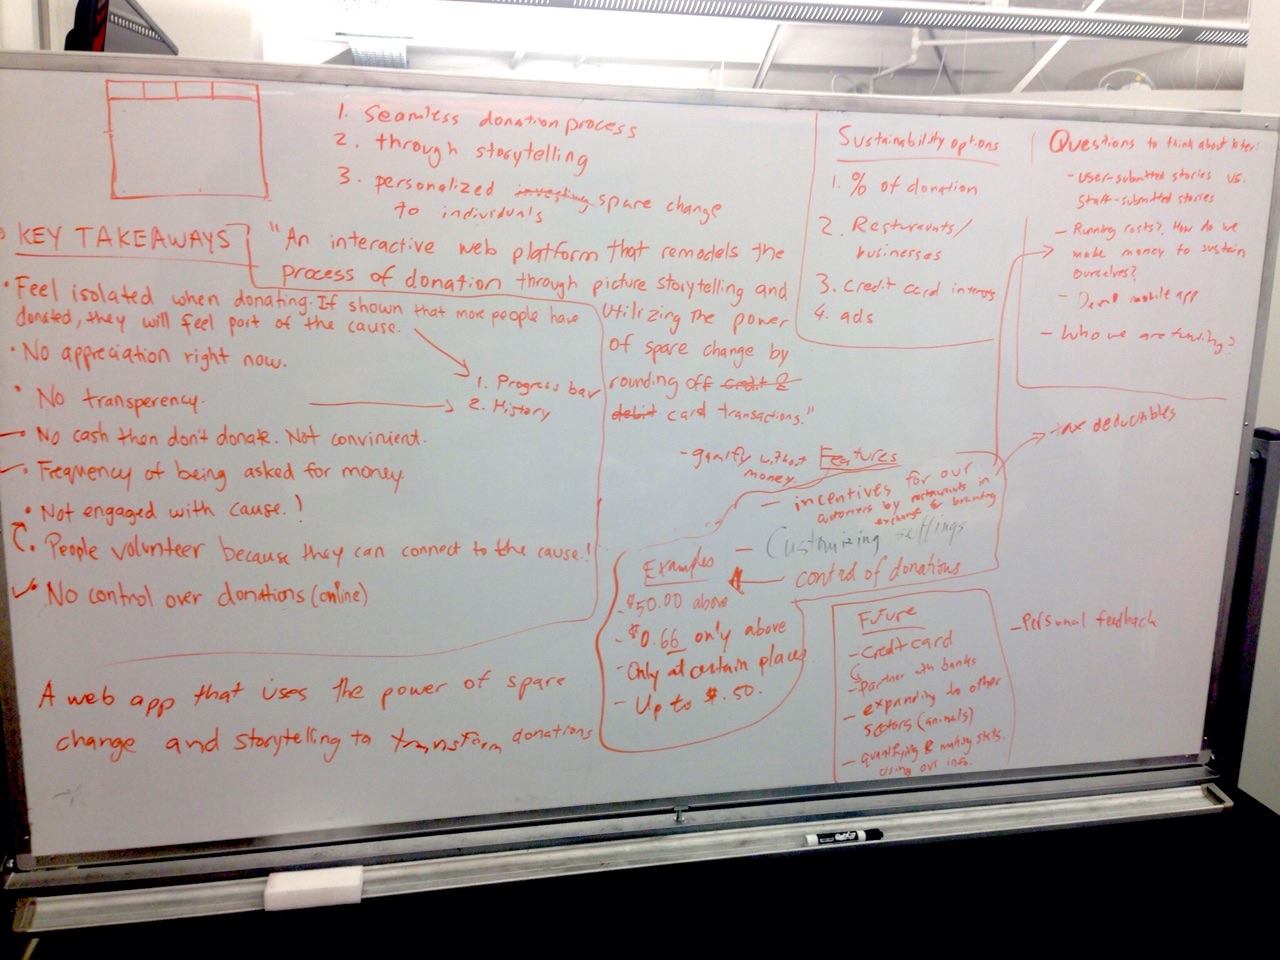 1. Seamless donation process
2. through storytelling
3. personalized investing spare change
to individuals
KEY TAKEAWAYS
"An interactive web platform that remodels the
process of donation through picture storytelling and
utilizing the power
of spare change by
rounding off credit &
debit card transactions."
• Feel isolated when donating. If shown that more people have
donated, they will feel part of the cause.
• No appreciation right now.
• No transperency.
1. Progress bar
2. History
No cash then don't donate. Not convinient.
Frequency of being asked for money
• Not engaged with cause.!
• People volunteer because they can connect to the cause!
No control over donations (online)
A web app that uses the power of spare
change and storytelling to transform donations
Sustainability options
1. % of donation
2. Resturaunts/
businesses
3. credit card interests
4. ads
Questions to think about later:
- user-submitted stories vs.
staff-submitted stories
- Running costs? How do we
make money to sustain
ourselves?
- mobile app
- Who we are funding?
- gamify without
money.
Features
- incentives for our
customers by restaurants in
exchange for branding
tax deductibles
- Customizing settings
control of donations
Examples
- $50.00 above
- $0.66 only above
- Only at certain places
- Up to $.50.
Future
- credit card
- Partner with banks
- expanding to other
sectors (animals)
- quantifying & making stats.
using our info.
- Personal feedback
EXPO